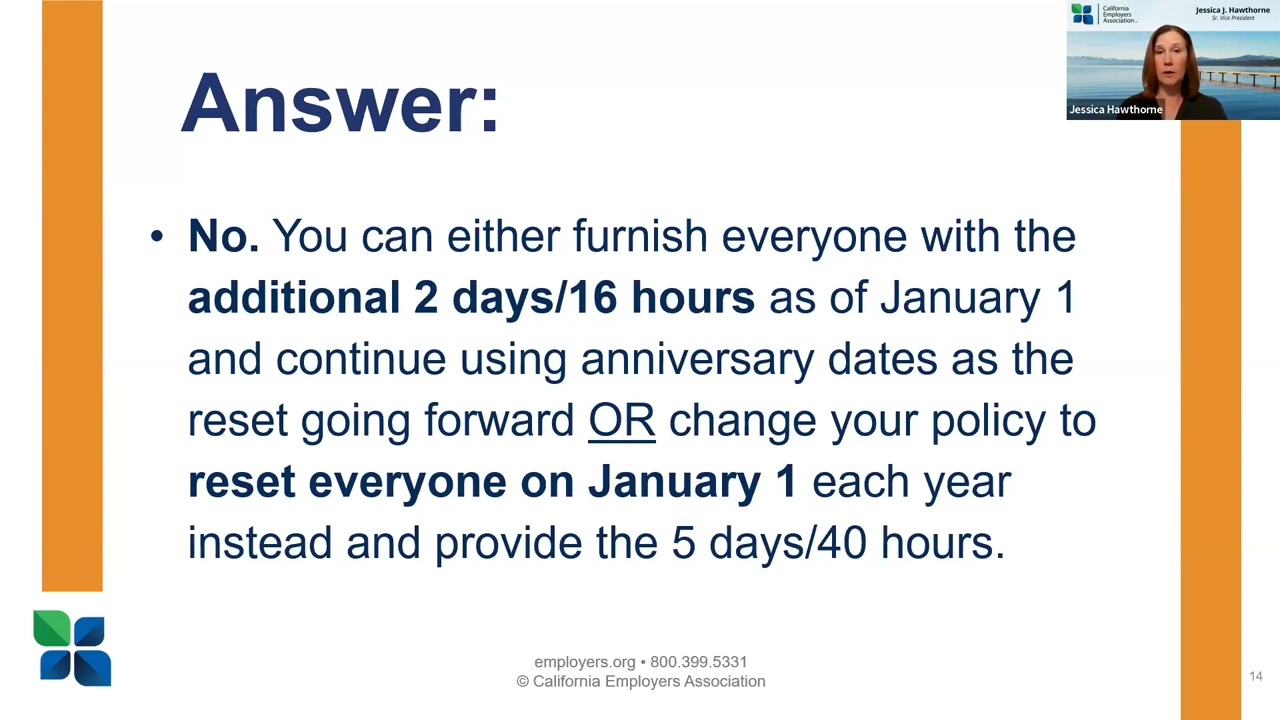 California
Employers
Association
Jessica J. Hawthorne
Sr. Vice President
Jessica Hawthorne
Answer:
• No. You can either furnish everyone with the
additional 2 days/16 hours as of January 1
and continue using anniversary dates as the
reset going forward OR change your policy to
reset everyone on January 1 each year
instead and provide the 5 days/40 hours.
employers.org • 800.399.5331
© California Employers Association
14